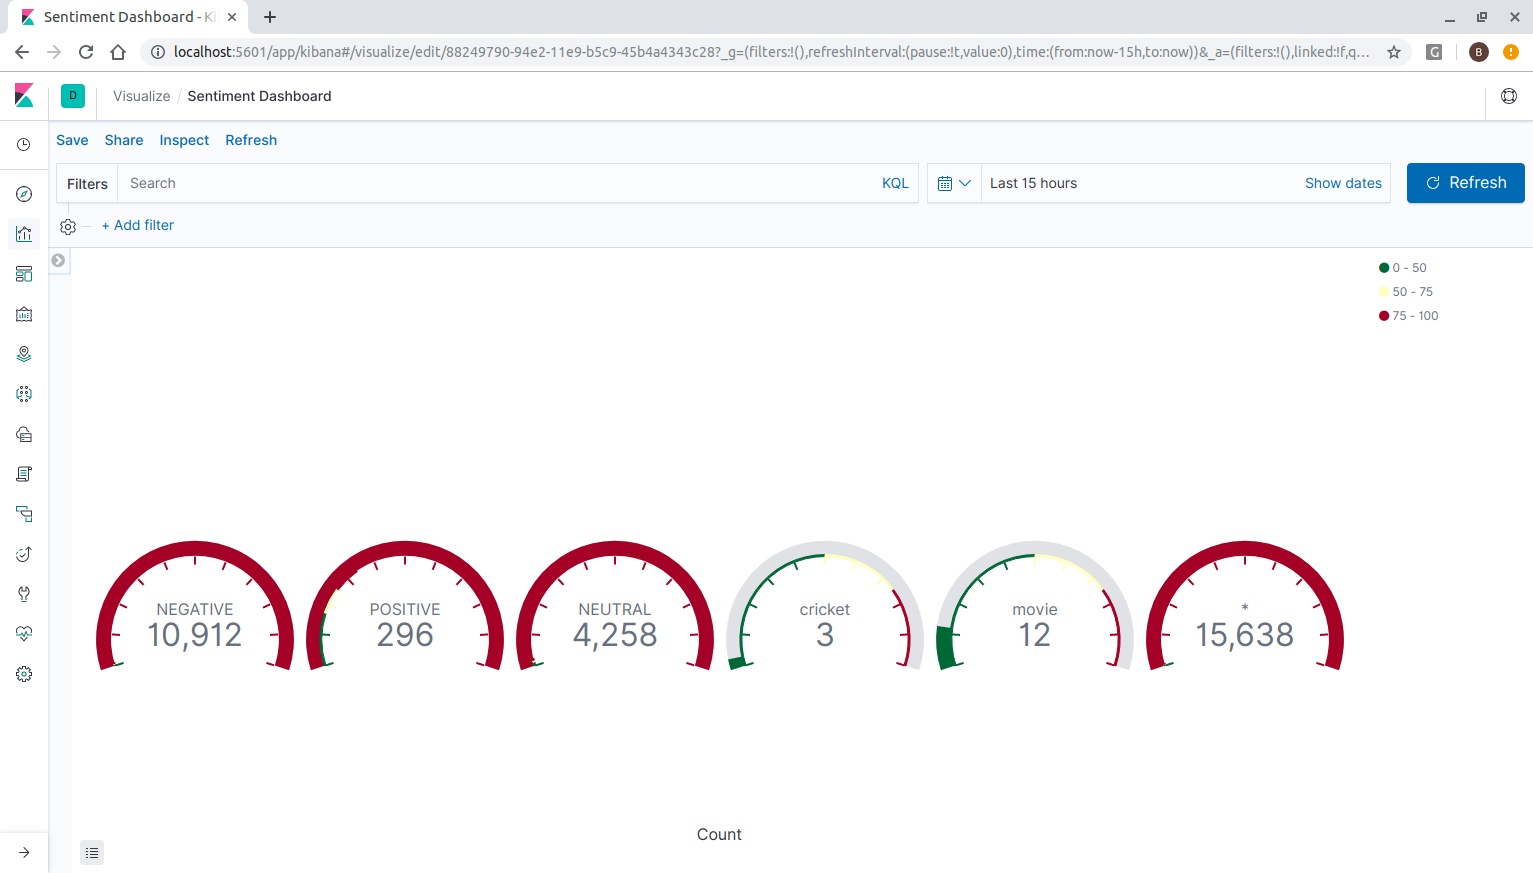 Sentiment Dashboard - Ki
localhost:5601/app/kibana#/visualize/edit/88249790-94e2-11e9-b5c9-45b4a4343c28?_g=(filters:!(),refreshInterval:(pause:!t,value:0),time:(from:now-15h,to:now))&_a=(filters:!(),linked:!f,q...
G
B
D
Visualize / Sentiment Dashboard
Save Share Inspect Refresh
Filters Search KQL Last 15 hours Show dates Refresh
+ Add filter
0 - 50
50 - 75
75 - 100
NEGATIVE POSITIVE NEUTRAL cricket movie *
10,912 296 4,258 3 12 15,638
Count